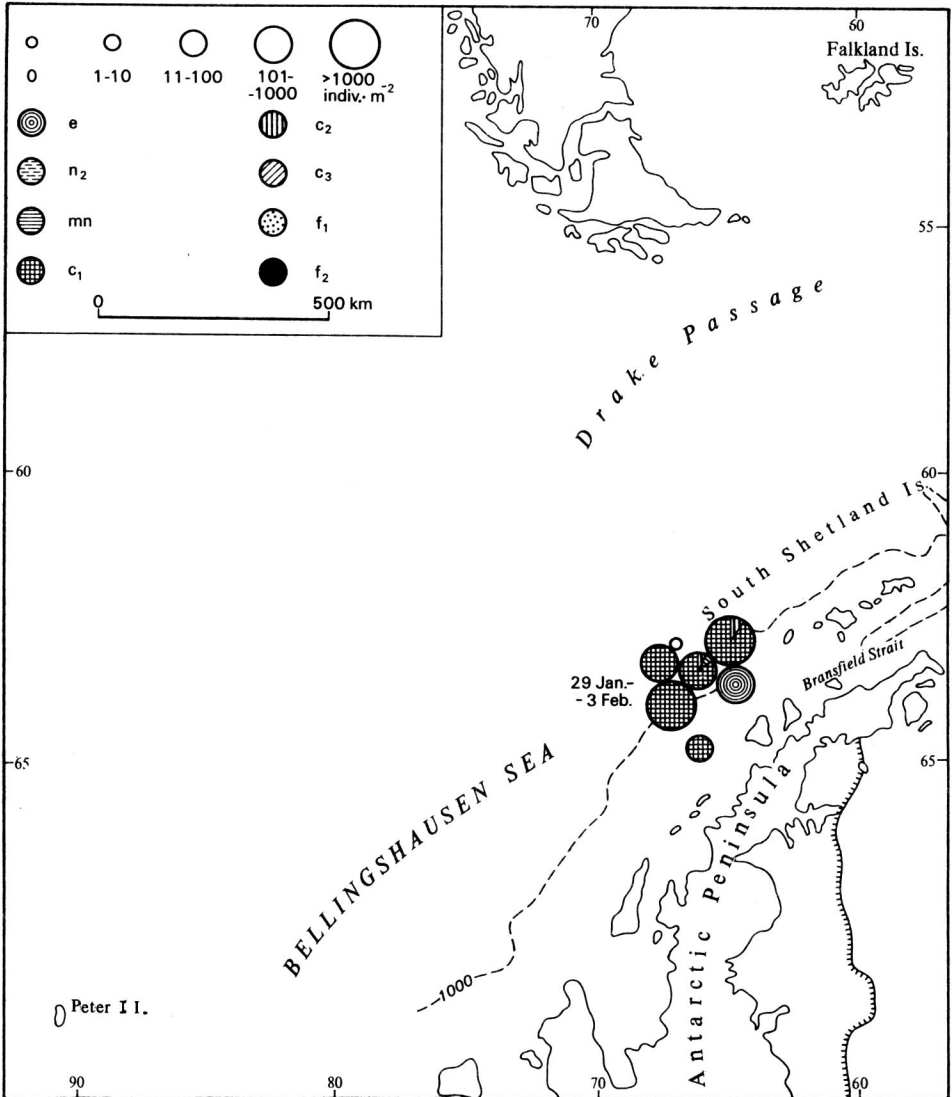 0
1-10
11-100
101-
-1000
>1000
indiv. · m⁻²
e
c₂
n₂
c₃
mn
f₁
c₁
f₂
0
500 km
70
60
Falkland Is.
55
55
Drake Passage
60
60
South Shetland Is.
Bransfield Strait
29 Jan.-
- 3 Feb.
65
65
BELLINGSHAUSEN SEA
Antarctic Peninsula
1000
Peter I I.
90
80
70
60